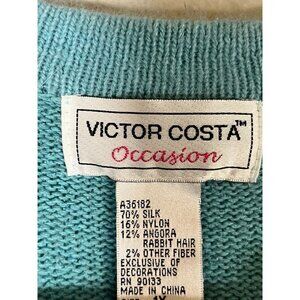 VICTOR COSTA™
Occasion
A36182
70% SILK
16% NYLON
12% ANGORA
RABBIT HAIR
2% OTHER FIBER
EXCLUSIVE OF
DECORATIONS
RN 90133
MADE IN CHINA
1X